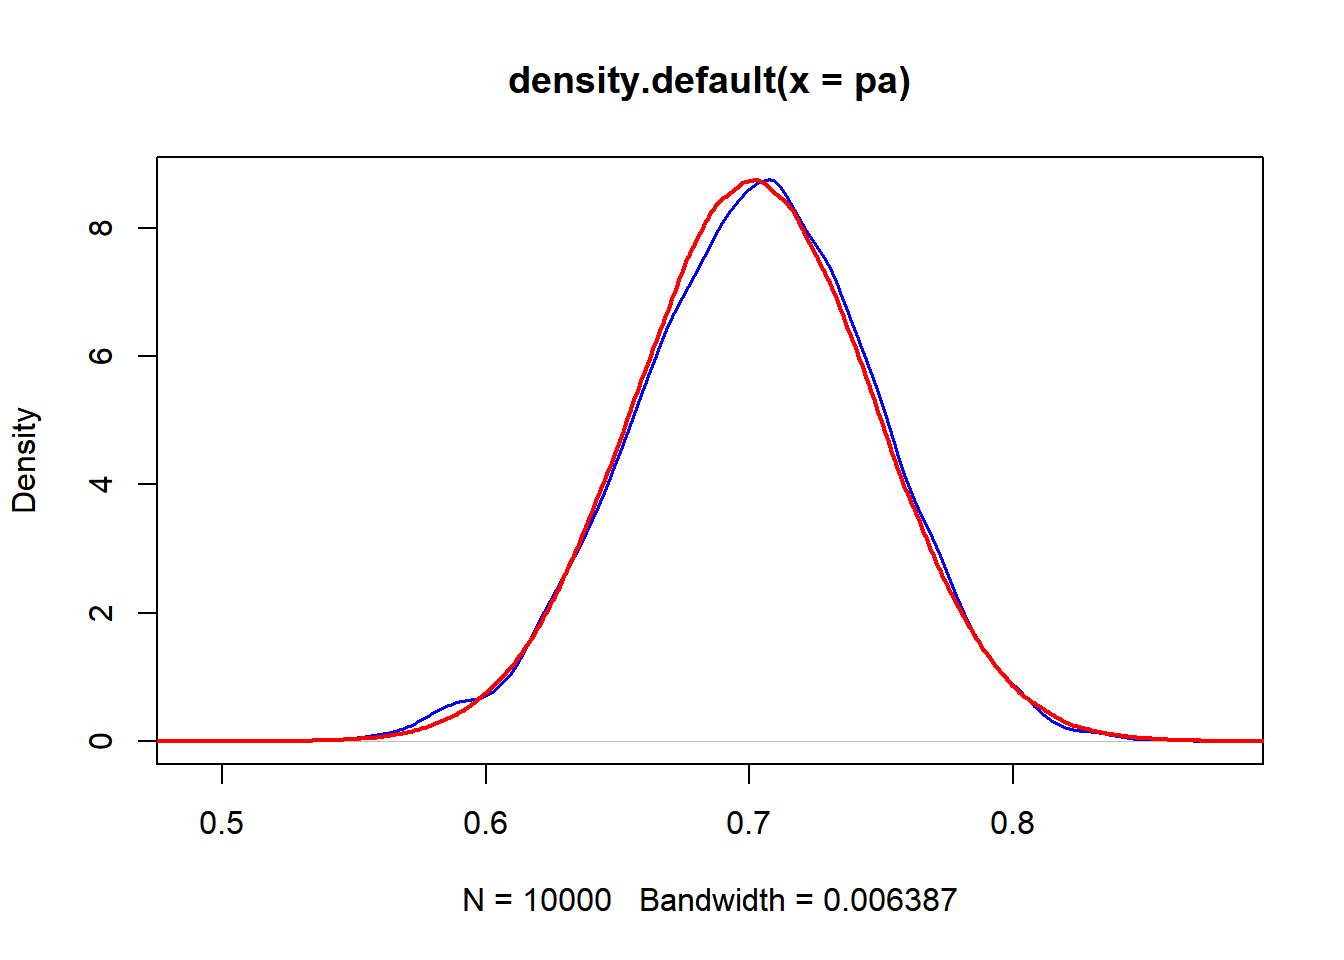 density.default(x = pa)
Density
0
2
4
6
8
0.5 0.6 0.7 0.8
N = 10000 Bandwidth = 0.006387